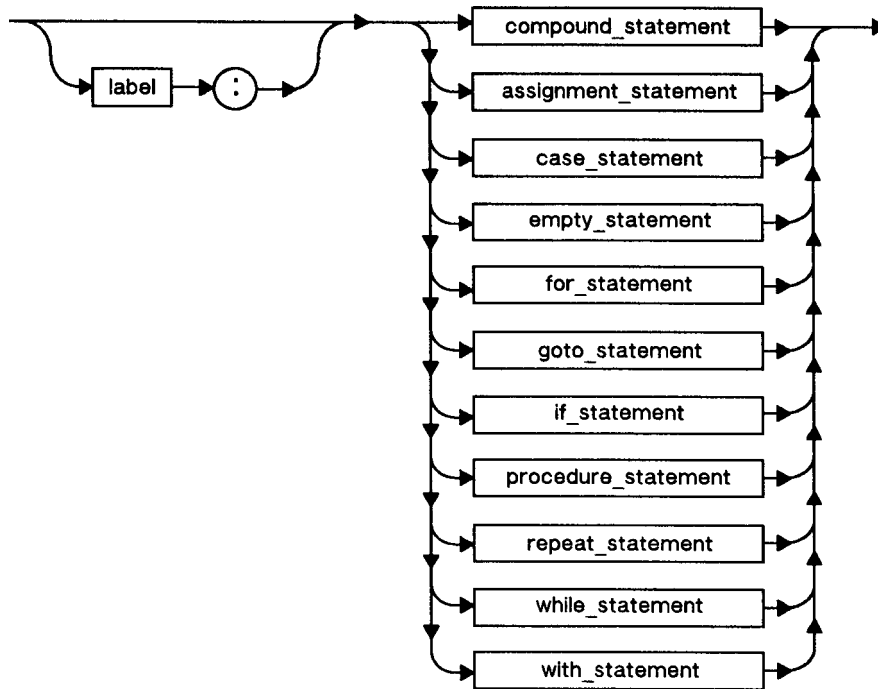 compound_statement
label
:
assignment_statement
case_statement
empty_statement
for_statement
goto_statement
if_statement
procedure_statement
repeat_statement
while_statement
with_statement